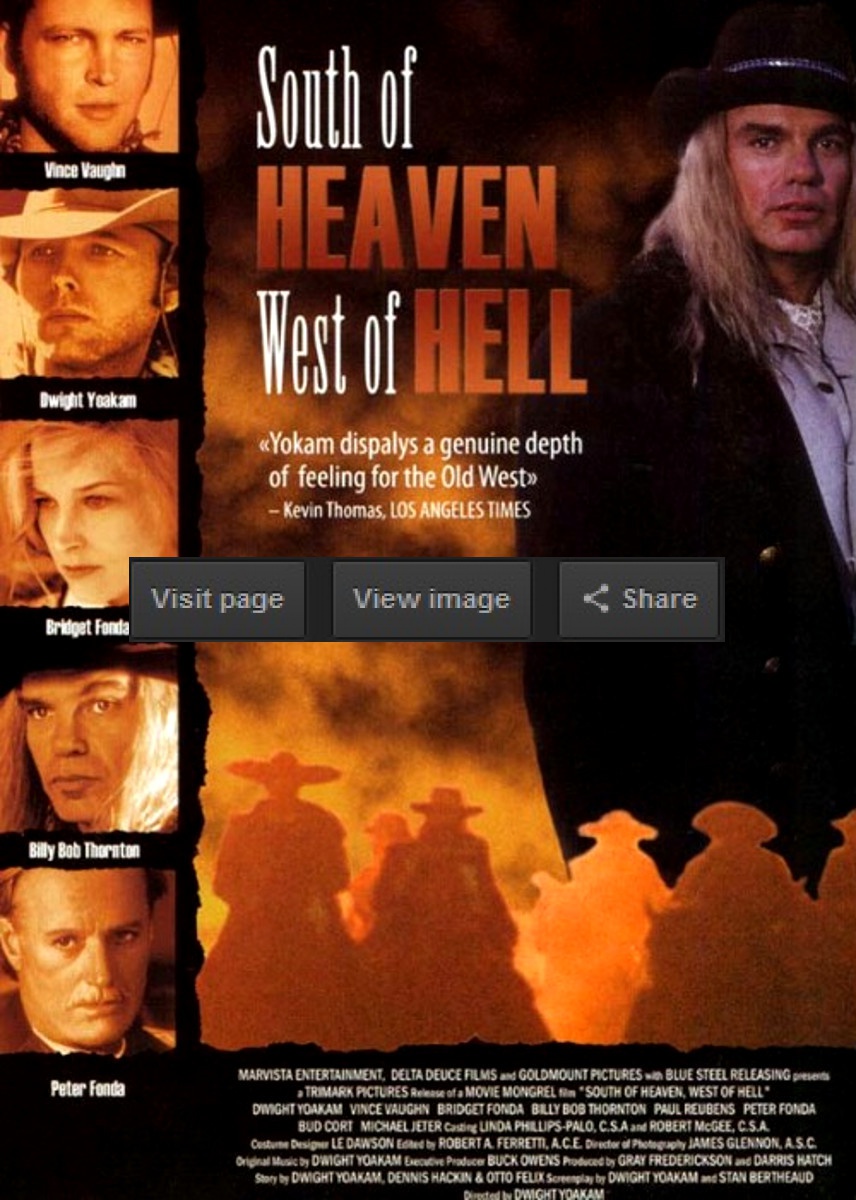 South of
HEAVEN
West of HELL
«Yokam dispalys a genuine depth
of feeling for the Old West»
– Kevin Thomas, LOS ANGELES TIMES
Vince Vaughn
Dwight Yoakam
Bridget Fonda
Billy Bob Thornton
Peter Fonda
Visit page
View image
Share
MARVISTA ENTERTAINMENT, DELTA DEUCE FILMS and GOLDMOUNT PICTURES with BLUE STEEL RELEASING presents
a TRIMARK PICTURES Release of a MOVIE MONGREL film "SOUTH OF HEAVEN, WEST OF HELL"
DWIGHT YOAKAM VINCE VAUGHN BRIDGET FONDA BILLY BOB THORNTON PAUL REUBENS PETER FONDA
BUD CORT MICHAEL JETER Casting LINDA PHILLIPS-PALO, C.S.A and ROBERT McGEE, C.S.A.
Costume Designer LE DAWSON Edited by ROBERT A. FERRETTI, A.C.E. Director of Photography JAMES GLENNON, A.S.C.
Original Music by DWIGHT YOAKAM Executive Producer BUCK OWENS Produced by GRAY FREDERICKSON and DARRIS HATCH
Story by DWIGHT YOAKAM, DENNIS HACKIN & OTTO FELIX Screenplay by DWIGHT YOAKAM and STAN BERTHEAUD
Directed by DWIGHT YOAKAM